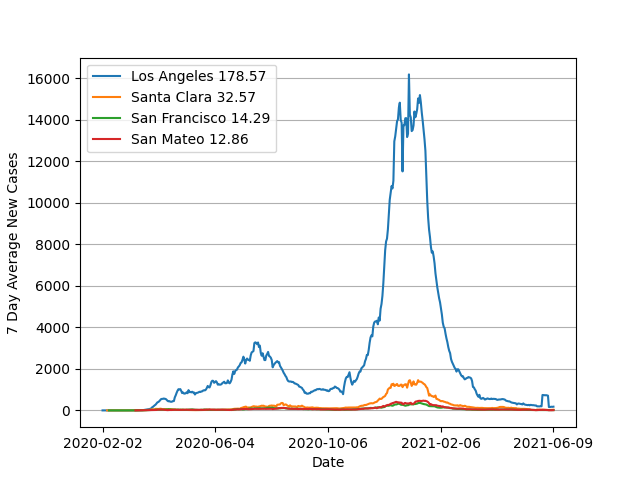 16000
14000
12000
10000
8000
6000
4000
2000
0
7 Day Average New Cases
Los Angeles 178.57
Santa Clara 32.57
San Francisco 14.29
San Mateo 12.86
2020-02-02 2020-06-04 2020-10-06 2021-02-06 2021-06-09
Date